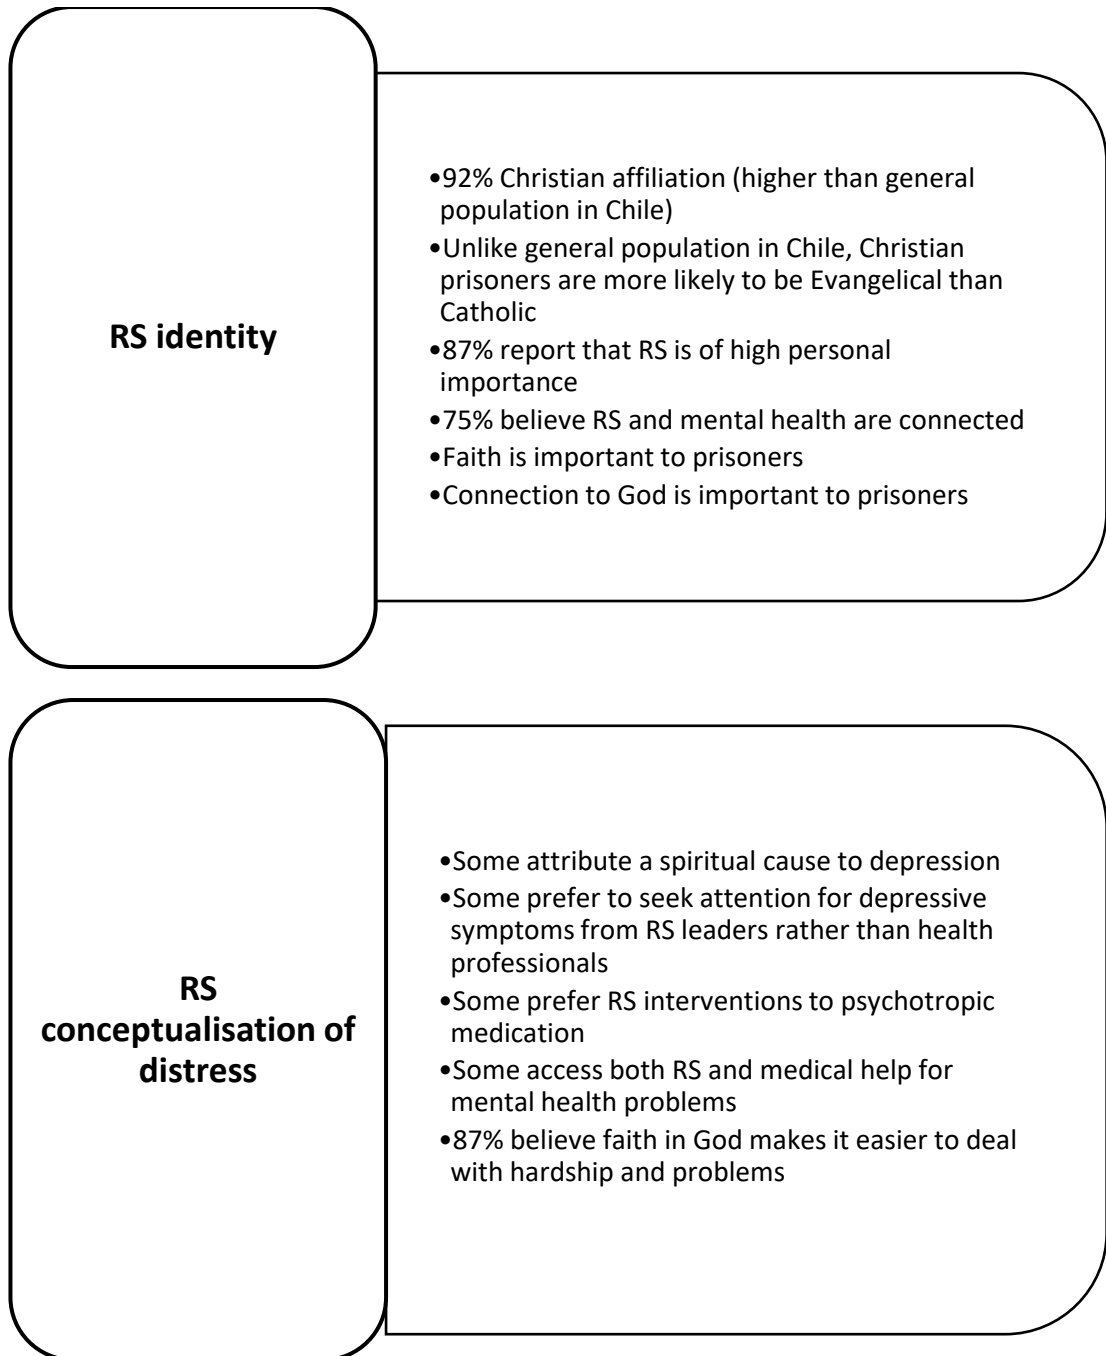 RS identity
•92% Christian affiliation (higher than general
population in Chile)
•Unlike general population in Chile, Christian
prisoners are more likely to be Evangelical than
Catholic
•87% report that RS is of high personal
importance
•75% believe RS and mental health are connected
•Faith is important to prisoners
•Connection to God is important to prisoners
RS
conceptualisation of
distress
•Some attribute a spiritual cause to depression
•Some prefer to seek attention for depressive
symptoms from RS leaders rather than health
professionals
•Some prefer RS interventions to psychotropic
medication
•Some access both RS and medical help for
mental health problems
•87% believe faith in God makes it easier to deal
with hardship and problems